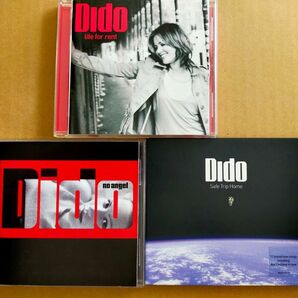 Dido
life for rent
Dido
no angel
Dido
Safe Trip Home